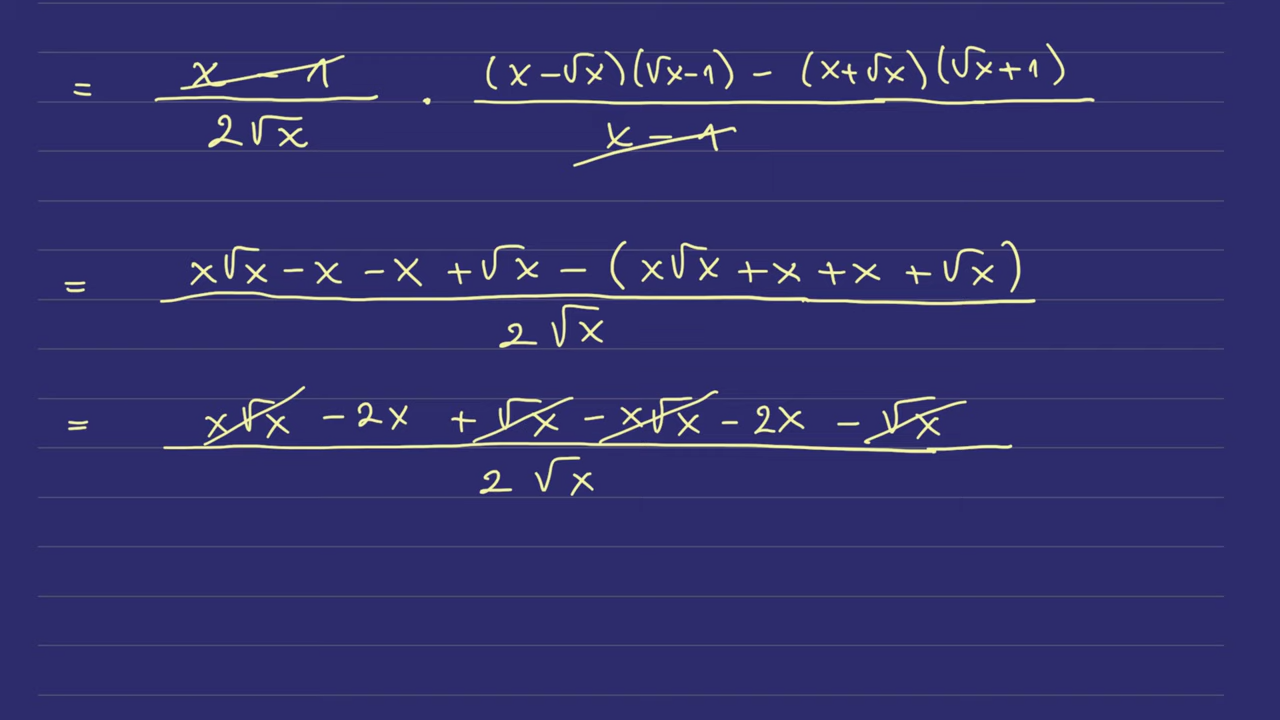 = (x - 1)/(2√x) · ((x - √x)(√x - 1) - (x + √x)(√x + 1))/(x - 1)
= (x√x - x - x + √x - (x√x + x + x + √x))/(2√x)
= (x√x - 2x + √x - x√x - 2x - √x)/(2√x)